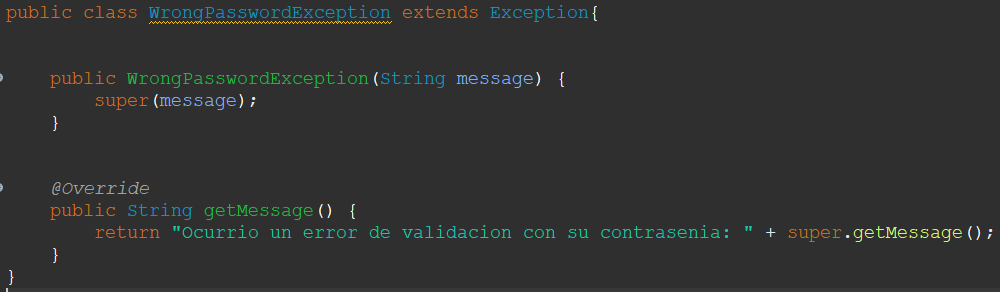 public class WrongPasswordException extends Exception{
public WrongPasswordException(String message) {
super(message);
}
@Override
public String getMessage() {
return "Ocurrio un error de validacion con su contrasenia: " + super.getMessage();
}
}